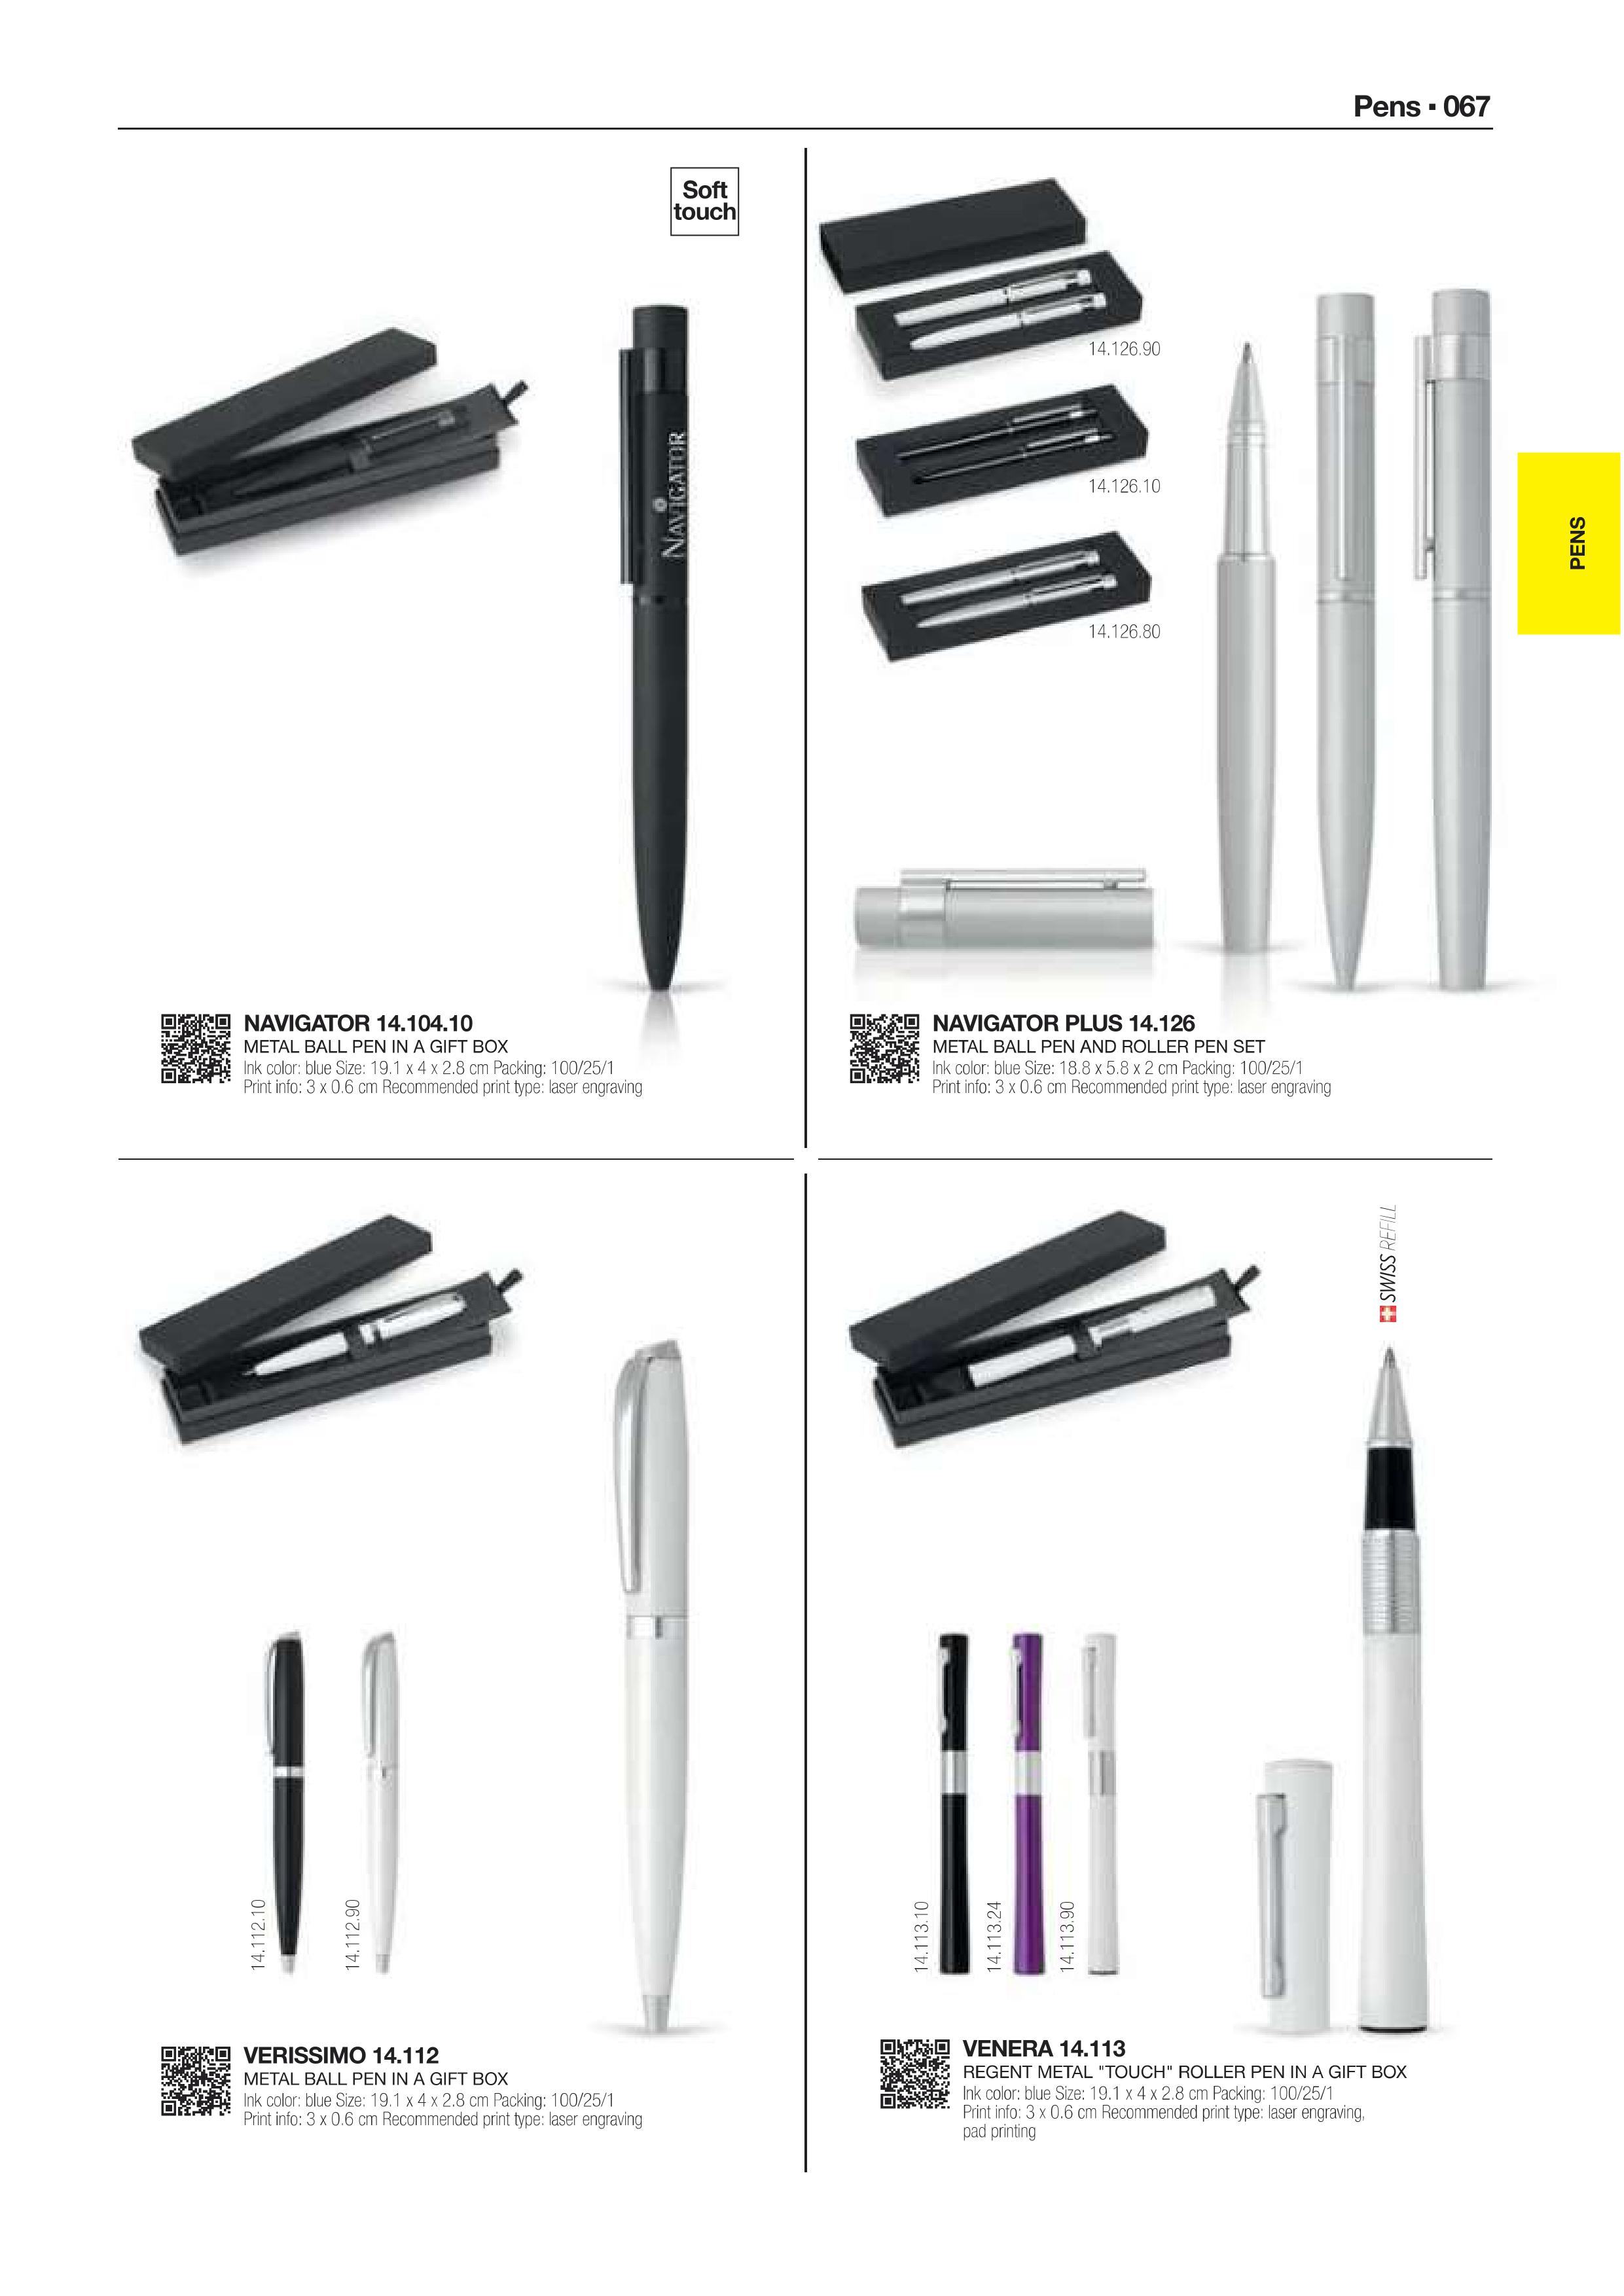 Pens ▪ 067
Soft
touch
NAVIGATOR
NAVIGATOR 14.104.10
METAL BALL PEN IN A GIFT BOX
Ink color: blue Size: 19.1 x 4 x 2.8 cm Packing: 100/25/1
Print info: 3 x 0.6 cm Recommended print type: laser engraving
14.126.90
14.126.10
14.126.80
NAVIGATOR PLUS 14.126
METAL BALL PEN AND ROLLER PEN SET
Ink color: blue Size: 18.8 x 5.8 x 2 cm Packing: 100/25/1
Print info: 3 x 0.6 cm Recommended print type: laser engraving
PENS
14.112.10
14.112.90
VERISSIMO 14.112
METAL BALL PEN IN A GIFT BOX
Ink color: blue Size: 19.1 x 4 x 2.8 cm Packing: 100/25/1
Print info: 3 x 0.6 cm Recommended print type: laser engraving
SWISS REFILL
14.113.10
14.113.24
14.113.90
VENERA 14.113
REGENT METAL "TOUCH" ROLLER PEN IN A GIFT BOX
Ink color: blue Size: 19.1 x 4 x 2.8 cm Packing: 100/25/1
Print info: 3 x 0.6 cm Recommended print type: laser engraving,
pad printing